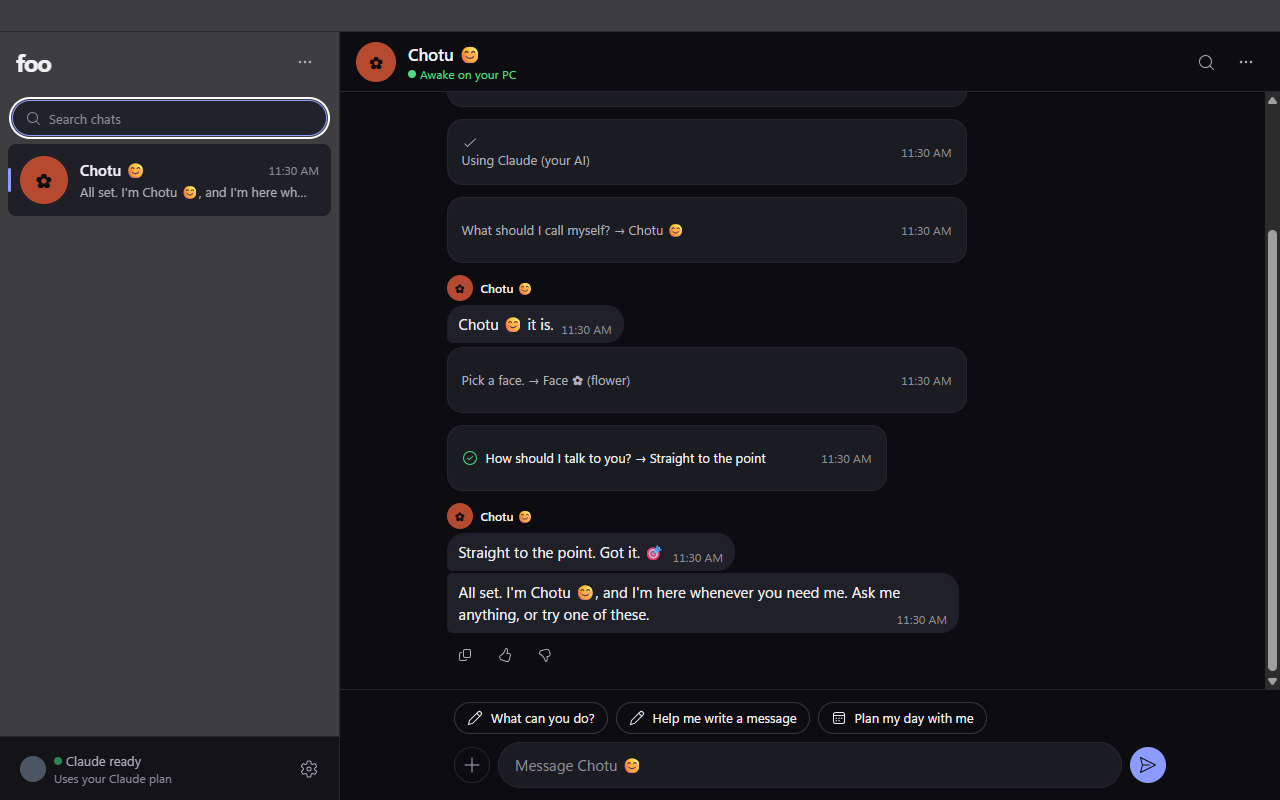 foo
...
Search chats
Chotu 😊
11:30 AM
All set. I'm Chotu 😊, and I'm here wh...
Claude ready
Uses your Claude plan
Chotu 😊
Awake on your PC
...
Using Claude (your AI)
11:30 AM
What should I call myself? → Chotu 😊
11:30 AM
Chotu 😊
Chotu 😊 it is.
11:30 AM
Pick a face. → Face ✿ (flower)
11:30 AM
How should I talk to you? → Straight to the point
11:30 AM
Chotu 😊
Straight to the point. Got it. 🎯
11:30 AM
All set. I'm Chotu 😊, and I'm here whenever you need me. Ask me
anything, or try one of these.
11:30 AM
What can you do?
Help me write a message
Plan my day with me
Message Chotu 😊